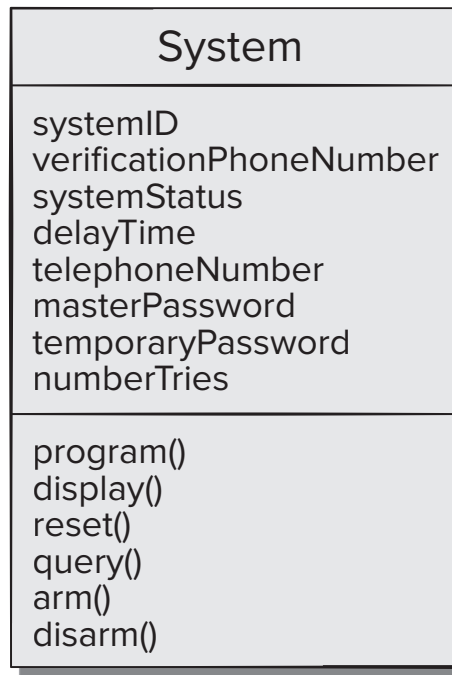 System
systemID
verificationPhoneNumber
systemStatus
delayTime
telephoneNumber
masterPassword
temporaryPassword
numberTries
program()
display()
reset()
query()
arm()
disarm()